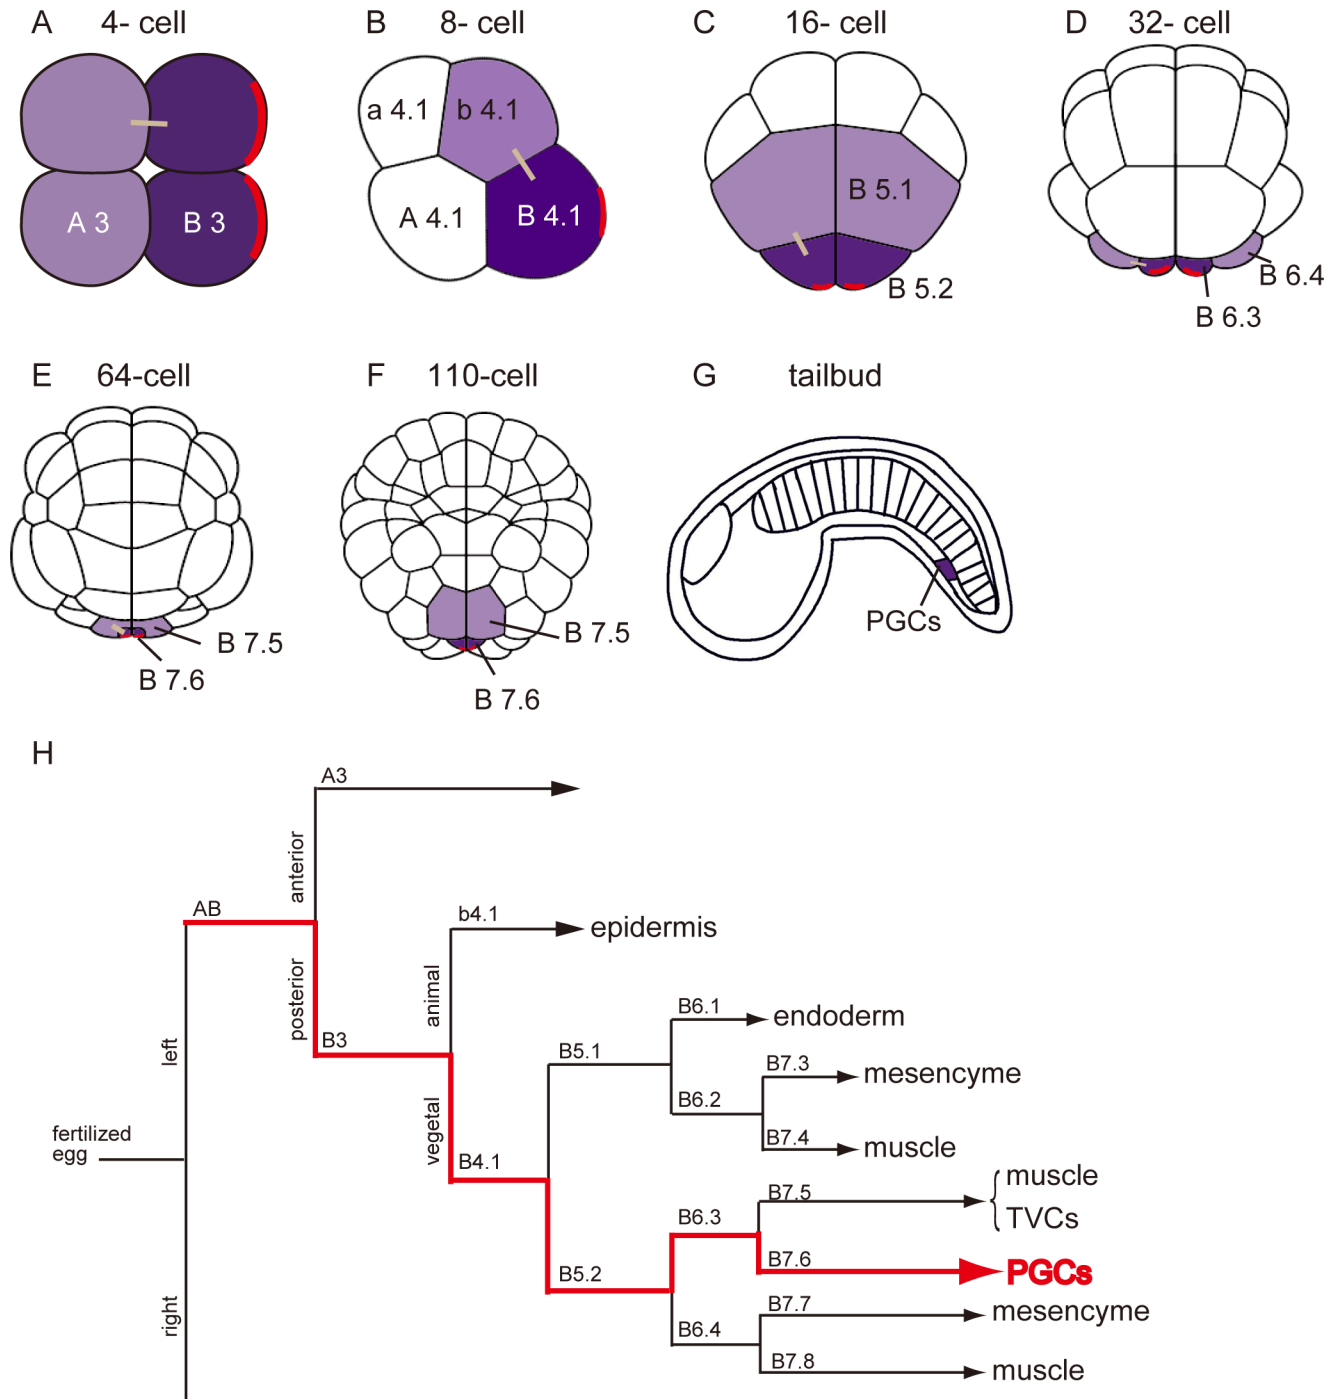 A 4- cell
B 8- cell
C 16- cell
D 32- cell
A 3
B 3
a 4.1
b 4.1
A 4.1
B 4.1
B 5.1
B 5.2
B 6.4
B 6.3
E 64-cell
F 110-cell
G tailbud
B 7.5
B 7.6
B 7.5
B 7.6
PGCs
H
A3
anterior
AB
posterior
b4.1
epidermis
animal
B3
left
vegetal
B6.1
endoderm
B5.1
B7.3
mesencyme
B6.2
B7.4
muscle
fertilized
egg
B4.1
B7.5
muscle
TVCs
B6.3
B7.6
PGCs
B5.2
right
B7.7
mesencyme
B6.4
B7.8
muscle